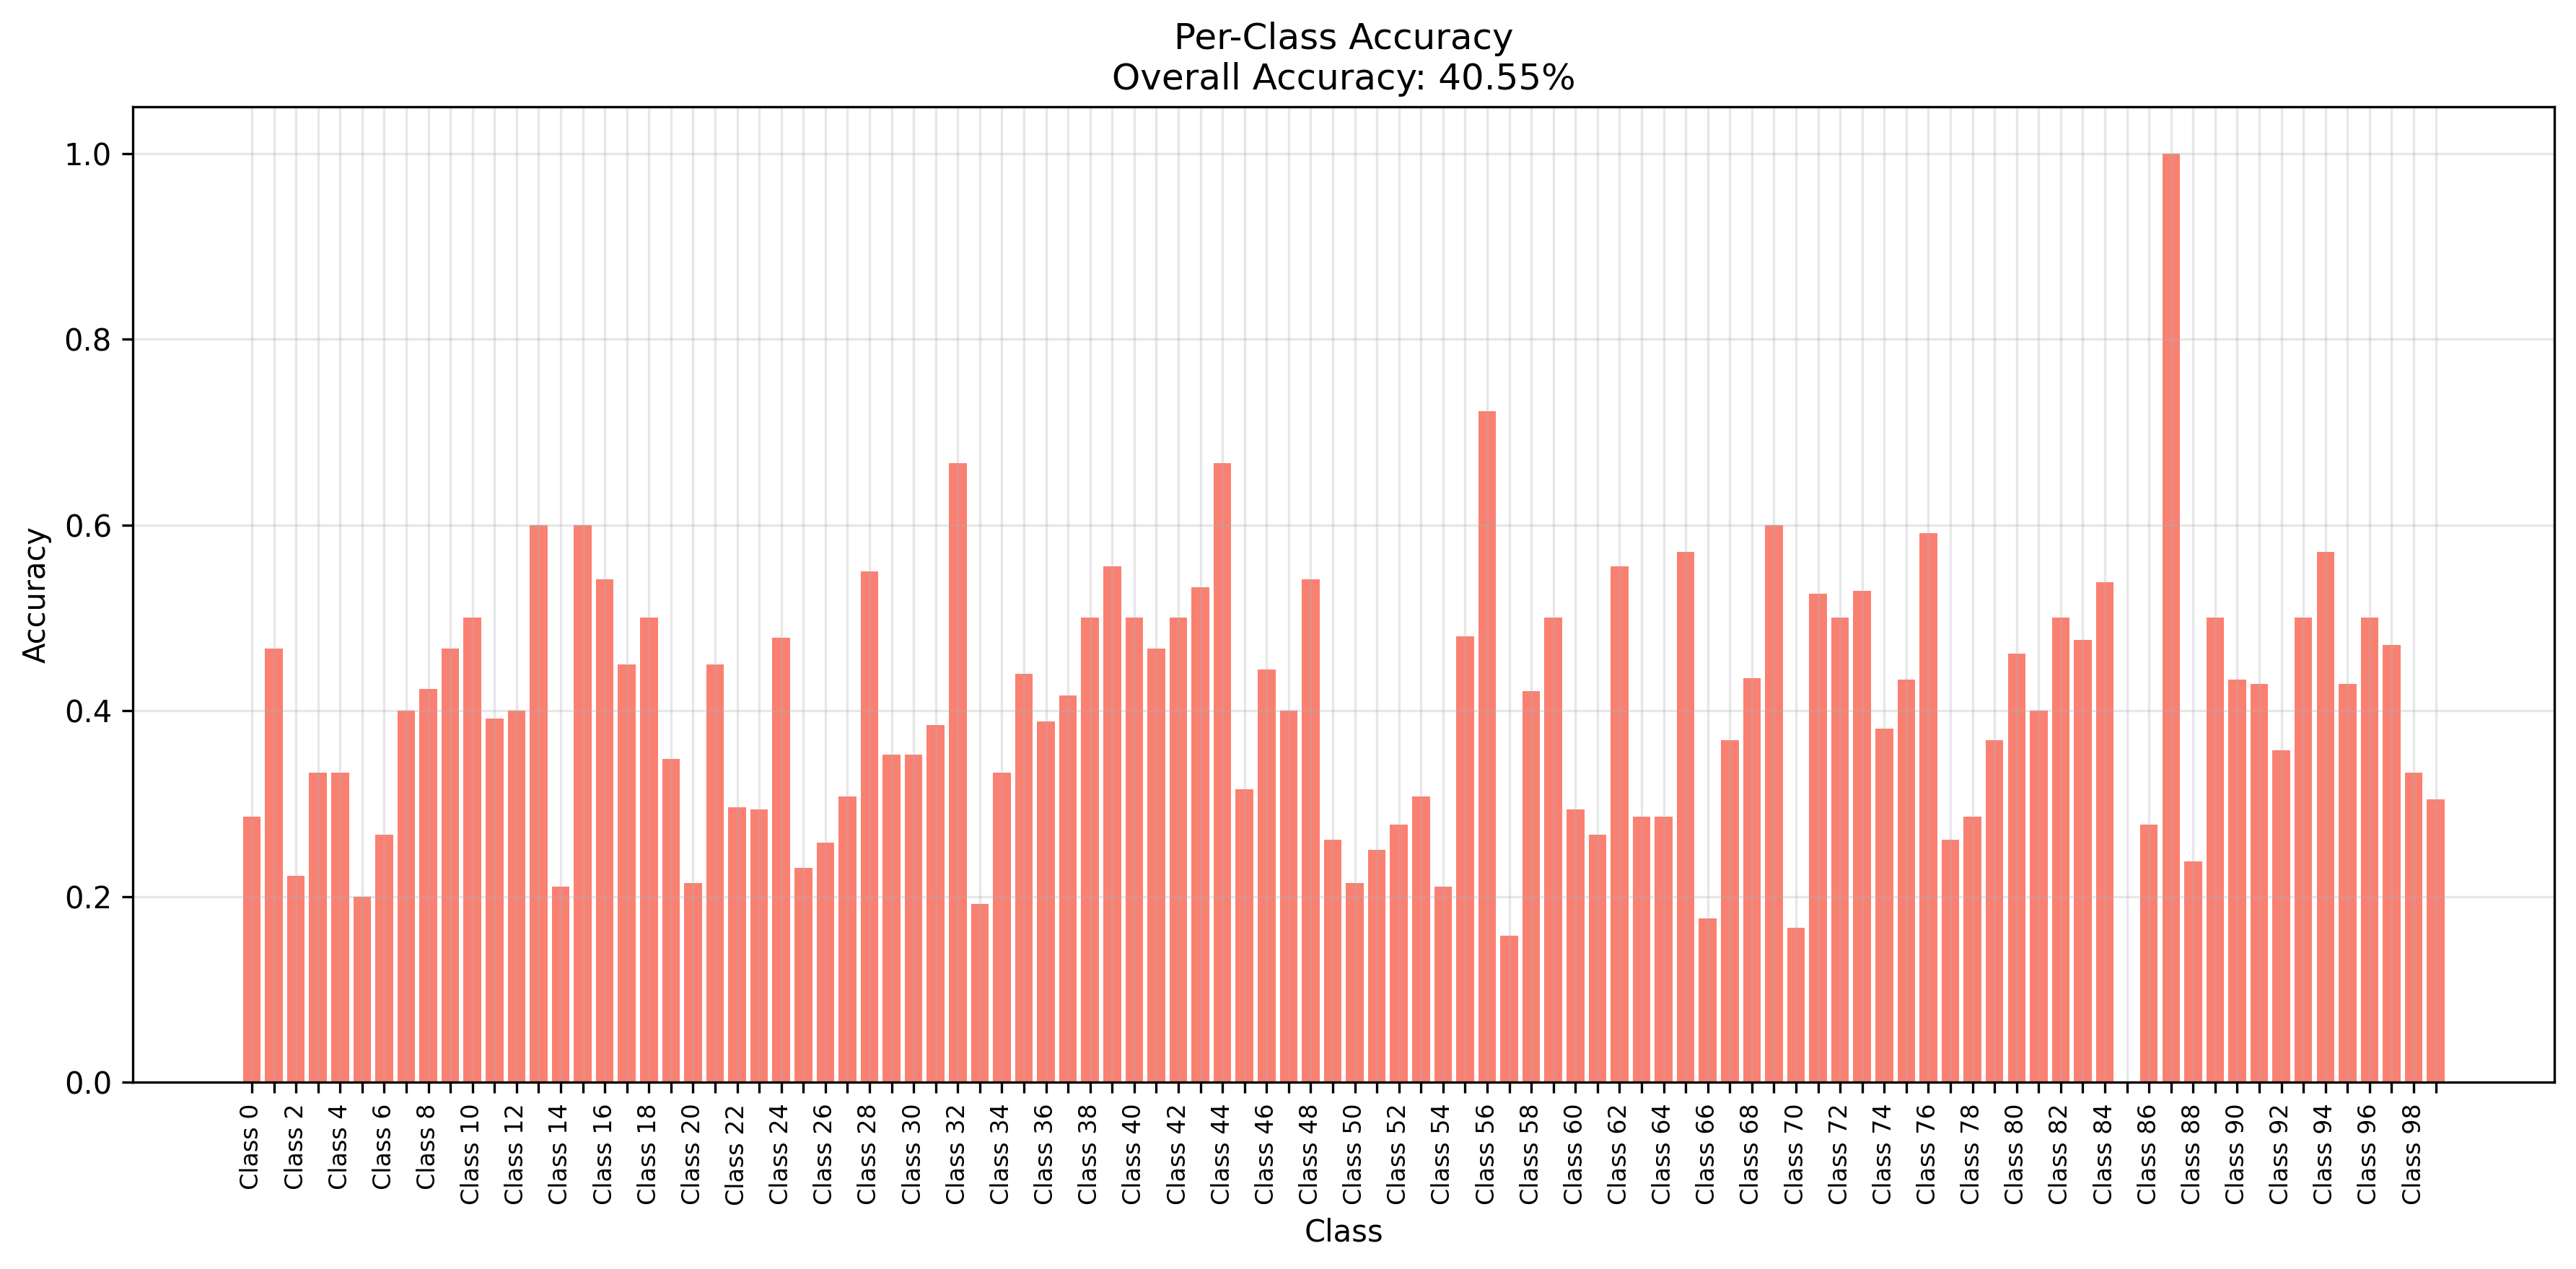 Per-Class Accuracy
Overall Accuracy: 40.55%
Accuracy
1.0
0.8
0.6
0.4
0.2
0.0
Class 0
Class 2
Class 4
Class 6
Class 8
Class 10
Class 12
Class 14
Class 16
Class 18
Class 20
Class 22
Class 24
Class 26
Class 28
Class 30
Class 32
Class 34
Class 36
Class 38
Class 40
Class 42
Class 44
Class 46
Class 48
Class 50
Class 52
Class 54
Class 56
Class 58
Class 60
Class 62
Class 64
Class 66
Class 68
Class 70
Class 72
Class 74
Class 76
Class 78
Class 80
Class 82
Class 84
Class 86
Class 88
Class 90
Class 92
Class 94
Class 96
Class 98
Class